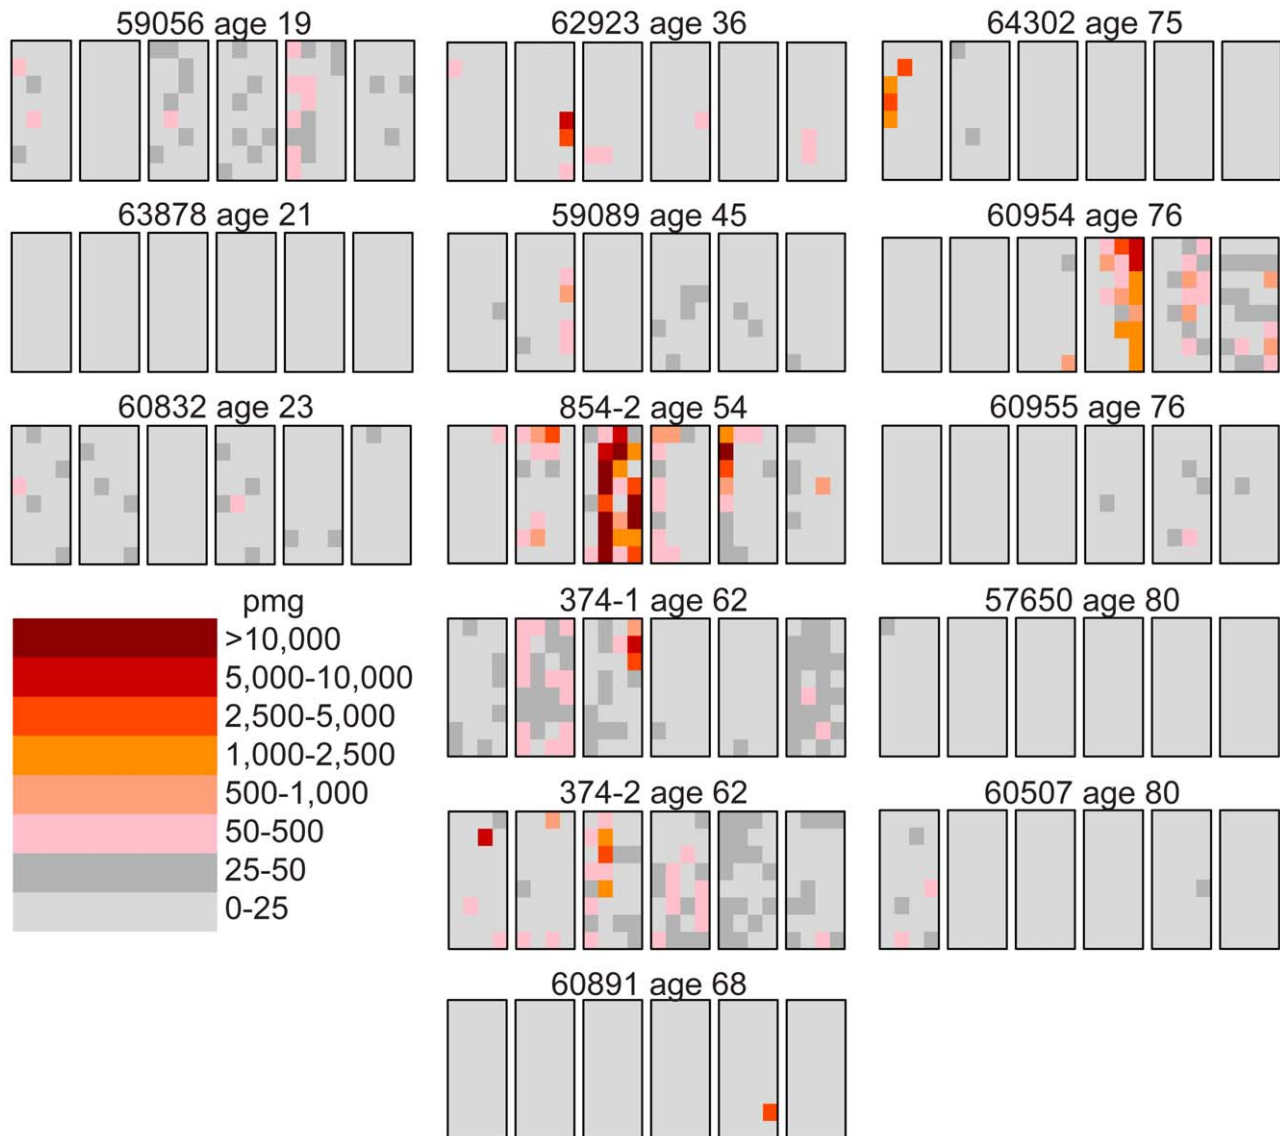 59056 age 19
62923 age 36
64302 age 75
63878 age 21
59089 age 45
60954 age 76
60832 age 23
854-2 age 54
60955 age 76
pmg
>10,000
5,000-10,000
2,500-5,000
1,000-2,500
500-1,000
50-500
25-50
0-25
374-1 age 62
57650 age 80
374-2 age 62
60507 age 80
60891 age 68